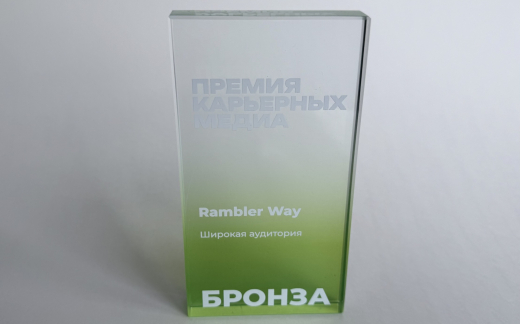 ПРЕМИЯ
КАРЬЕРНЫХ
МЕДИА
Rambler Way
Широкая аудитория
БРОНЗА